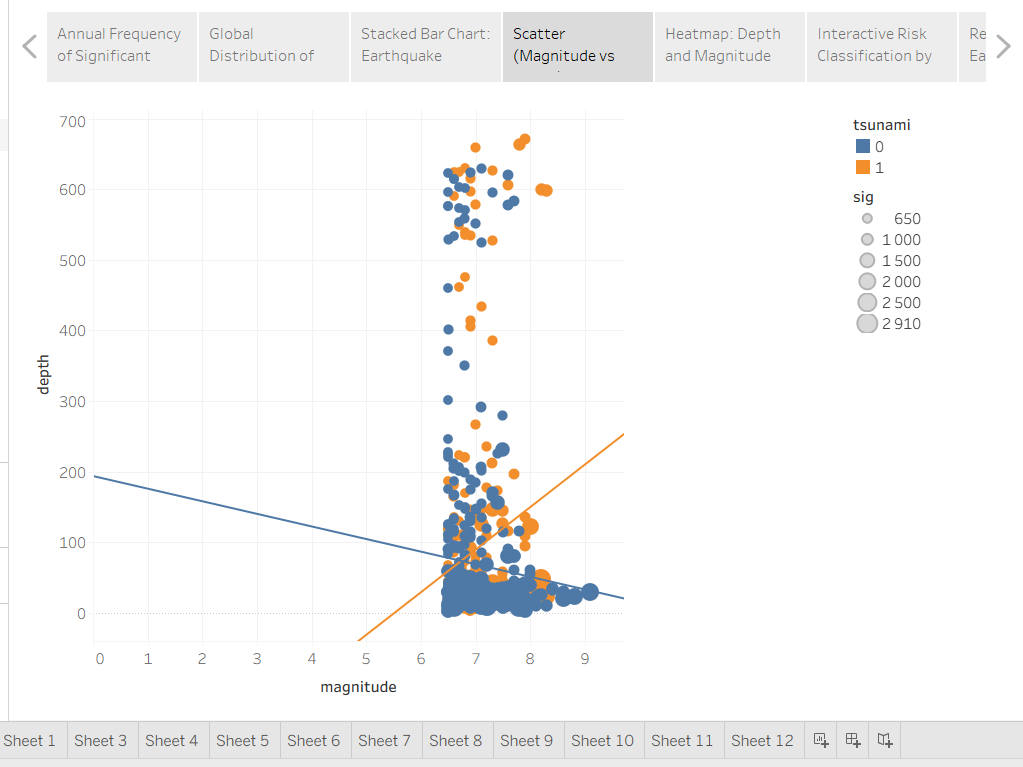 Annual Frequency
of Significant
Global
Distribution of
Stacked Bar Chart:
Earthquake
Scatter
(Magnitude vs
Heatmap: Depth
and Magnitude
Interactive Risk
Classification by
Re
Ea
700
600
500
400
300
200
100
0
depth
0 1 2 3 4 5 6 7 8 9
magnitude
tsunami
0
1
sig
650
1 000
1 500
2 000
2 500
2 910
Sheet 1 Sheet 3 Sheet 4 Sheet 5 Sheet 6 Sheet 7 Sheet 8 Sheet 9 Sheet 10 Sheet 11 Sheet 12